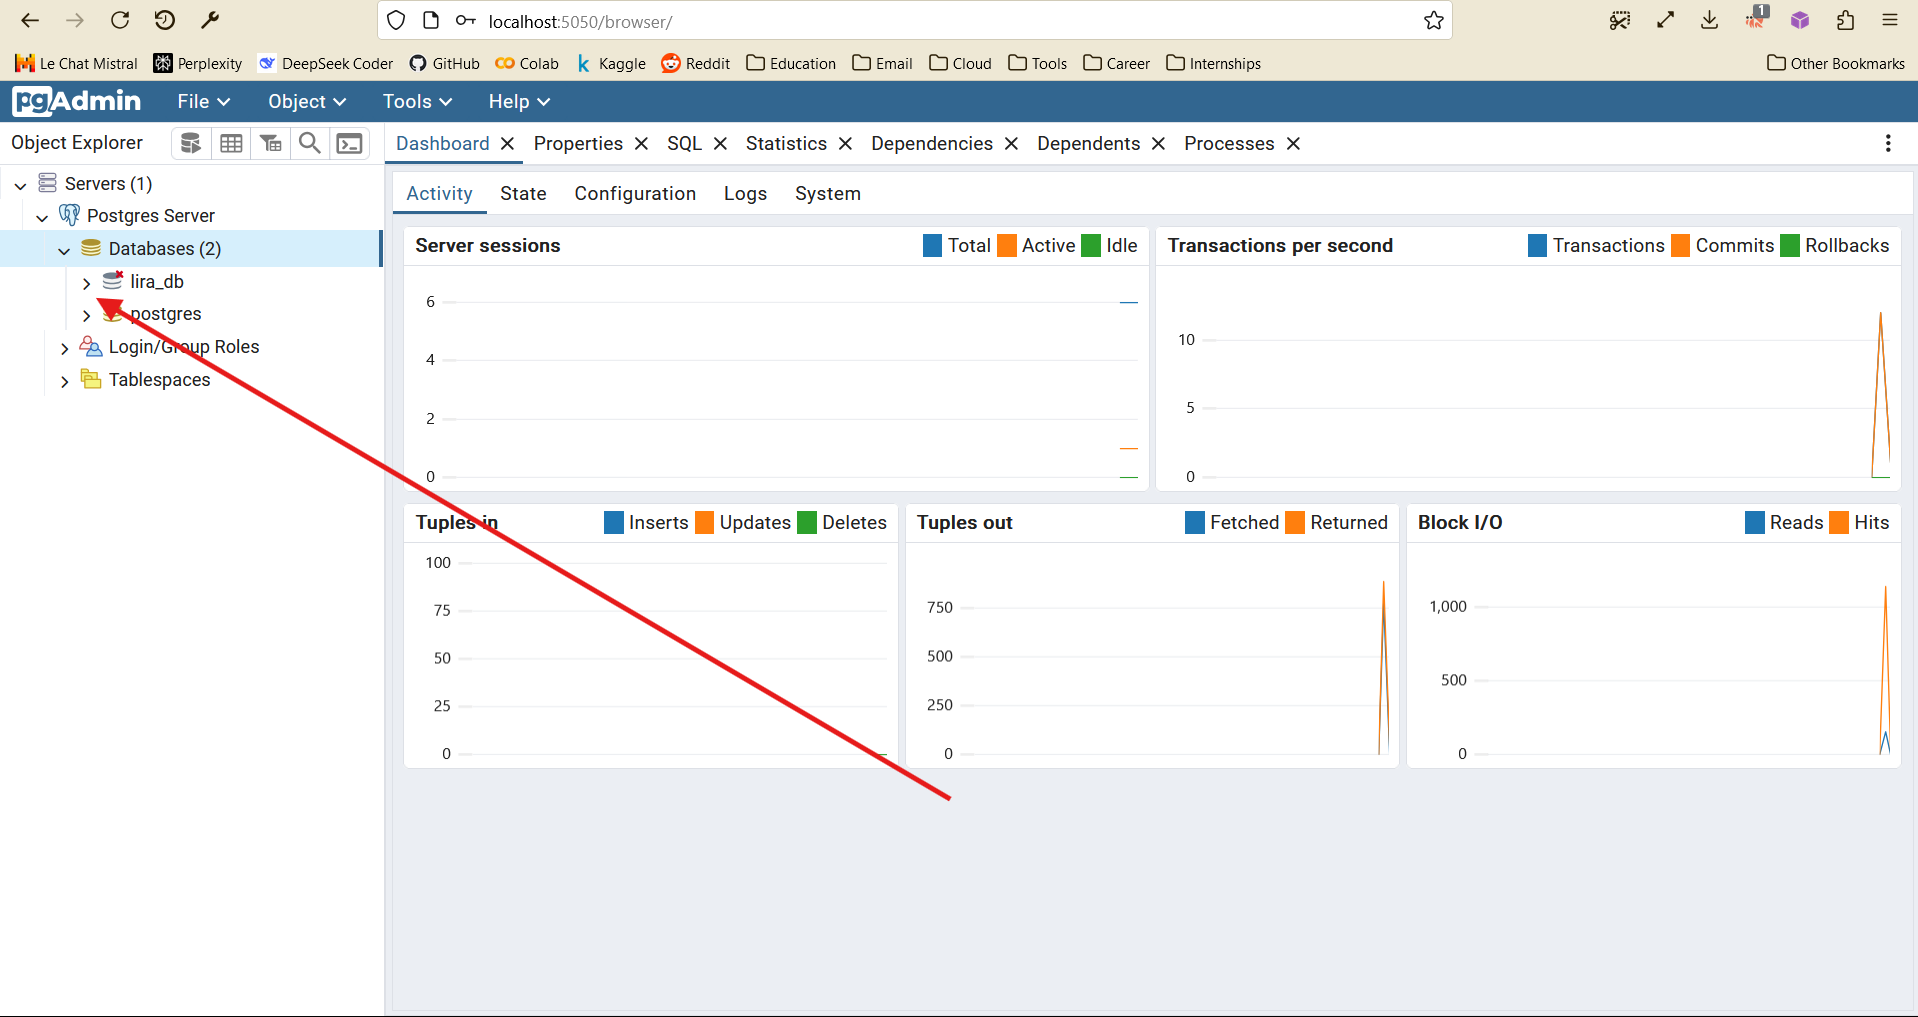 localhost:5050/browser/
1
Le Chat Mistral Perplexity DeepSeek Coder GitHub Colab Kaggle Reddit Education Email Cloud Tools Career Internships Other Bookmarks
pgAdmin File Object Tools Help
Object Explorer
Dashboard Properties SQL Statistics Dependencies Dependents Processes
Servers (1)
Postgres Server
Databases (2)
lira_db
postgres
Login/Group Roles
Tablespaces
Activity State Configuration Logs System
Server sessions Total Active Idle
6
4
2
0
Transactions per second Transactions Commits Rollbacks
10
5
0
Tuples in Inserts Updates Deletes
100
75
50
25
0
Tuples out Fetched Returned
750
500
250
0
Block I/O Reads Hits
1,000
500
0